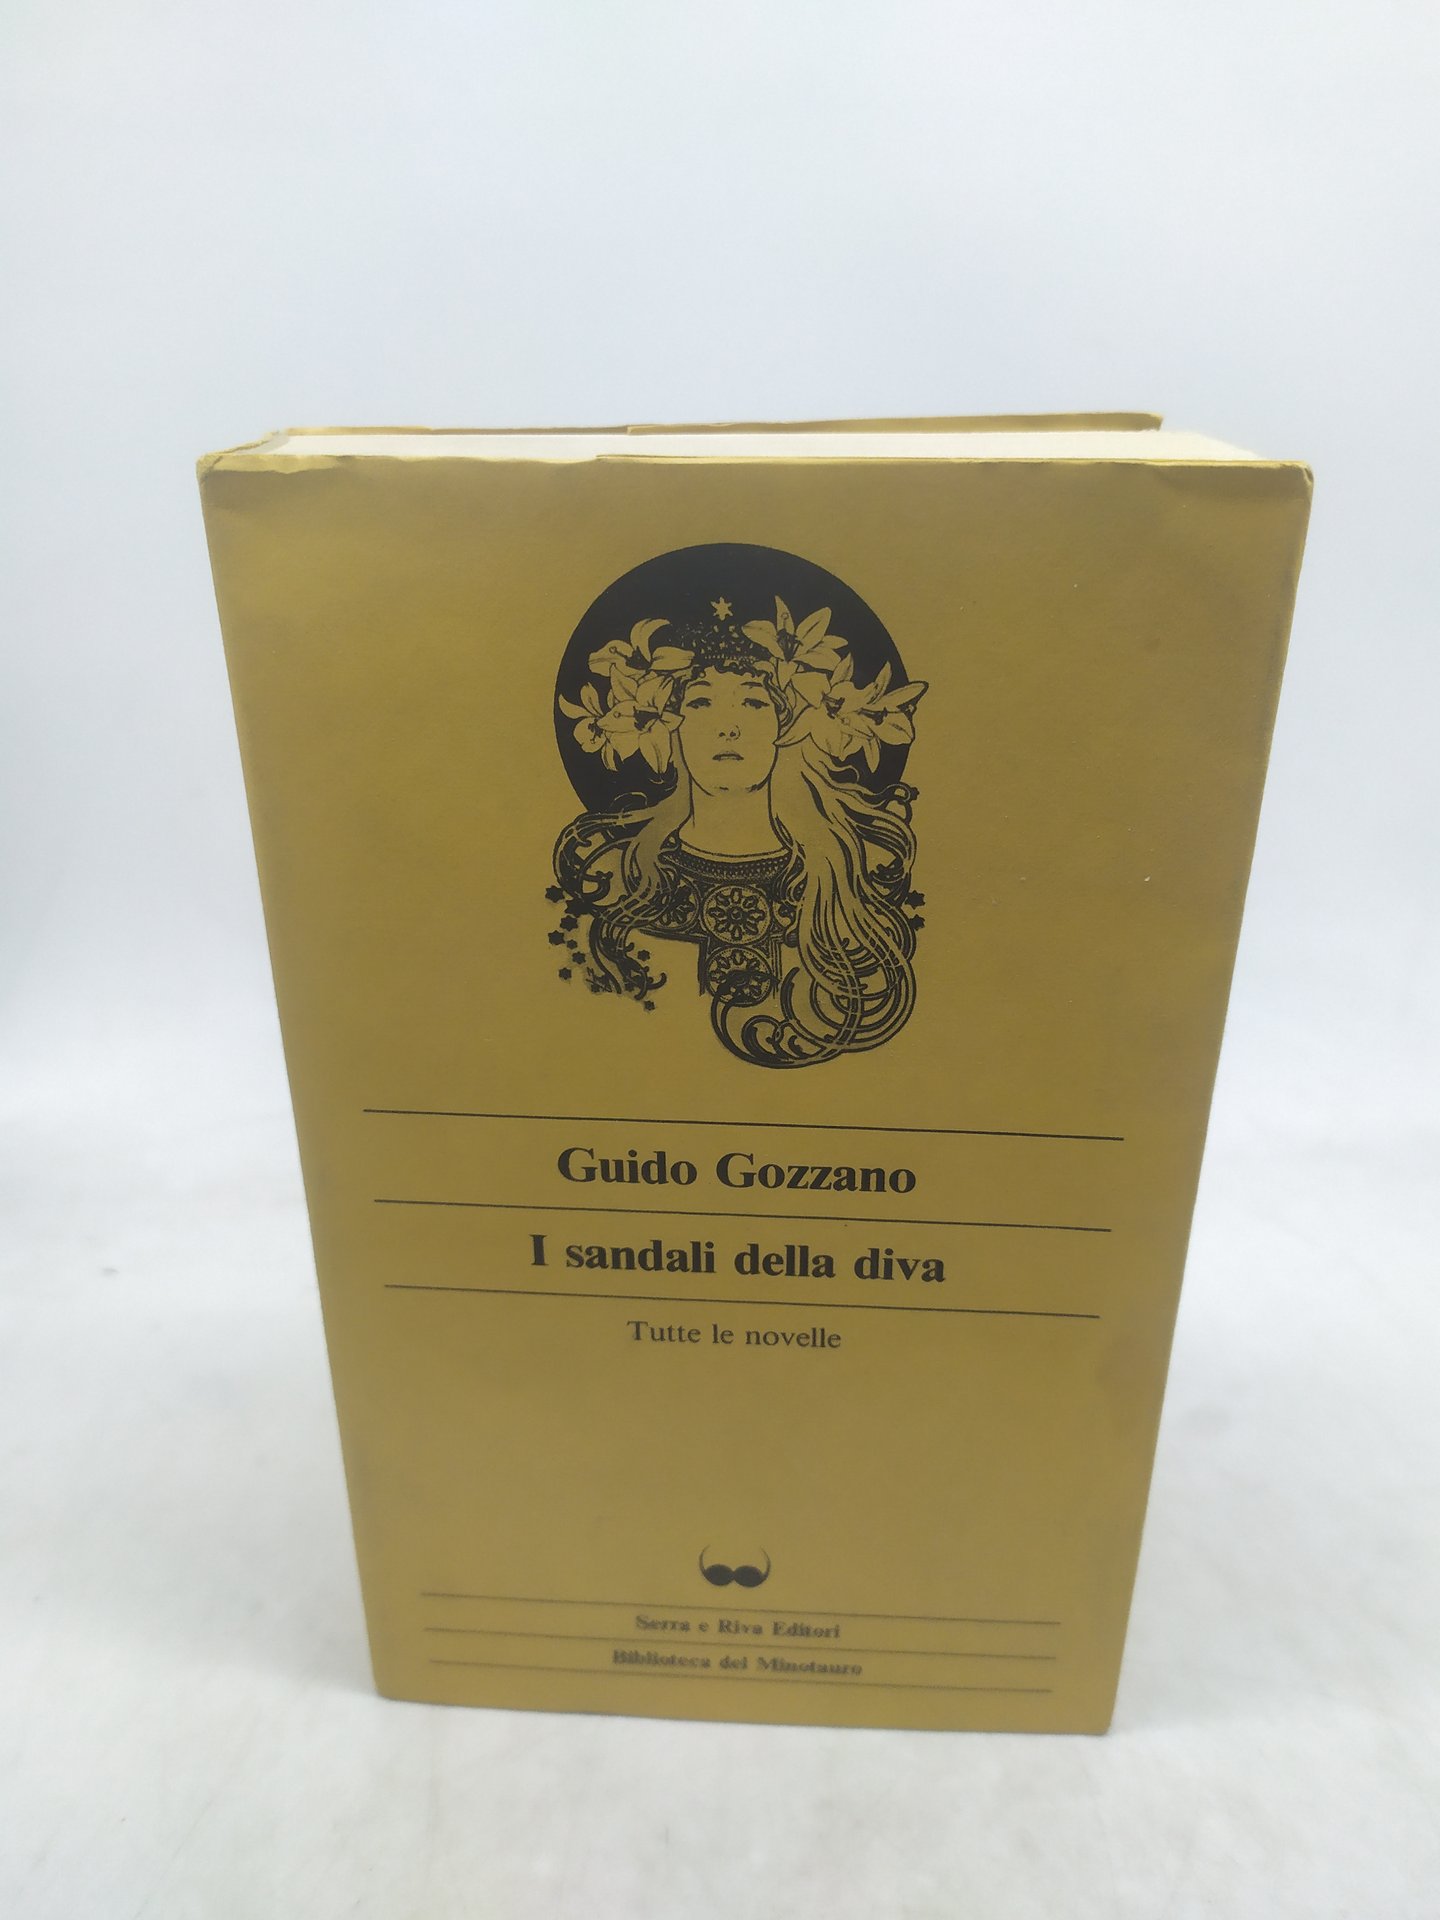 Guido Gozzano
I sandali della diva
Tutte le novelle
Serra e Riva Editori
Biblioteca del Minotauro